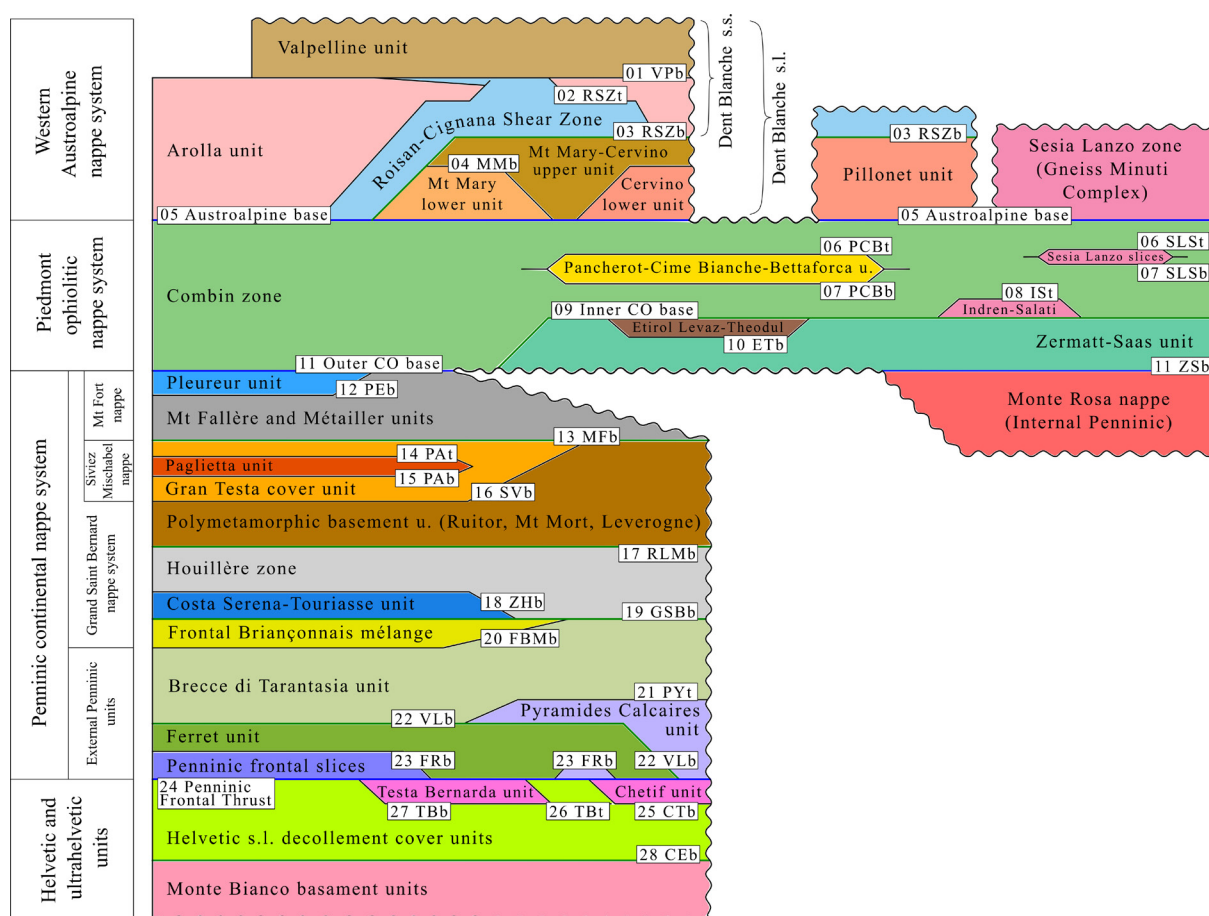 Western
Austroalpine
nappe system
Piedmont
ophiolitic
nappe system
Penninic continental nappe system
Mt Fort
nappe
Siviez
Mischabel
nappe
Grand Saint Bernard
nappe system
External Penninic
units
Helvetic and
ultrahelvetic
units
Valpelline unit
01 VPb
02 RSZt
Roisan-Cignana Shear Zone
03 RSZb
Arolla unit
04 MMb
Mt Mary-Cervino
upper unit
Mt Mary
lower unit
Cervino
lower unit
05 Austroalpine base
Dent Blanche s.s.
Dent Blanche s.l.
03 RSZb
Pillonet unit
05 Austroalpine base
Sesia Lanzo zone
(Gneiss Minuti
Complex)
Combin zone
06 PCBt
Pancherot-Cime Bianche-Bettaforca u.
07 PCBb
06 SLSt
Sesia Lanzo slices
07 SLSb
08 ISt
Indren-Salati
09 Inner CO base
Etirol Levaz-Theodul
10 ETb
Zermatt-Saas unit
11 Outer CO base
11 ZSb
Pleureur unit
12 PEb
Mt Fallère and Métailler units
Monte Rosa nappe
(Internal Penninic)
13 MFb
14 PAt
Paglietta unit
15 PAb
Gran Testa cover unit
16 SVb
Polymetamorphic basement u. (Ruitor, Mt Mort, Leverogne)
17 RLMb
Houillère zone
Costa Serena-Touriasse unit
18 ZHb
19 GSBb
Frontal Briançonnais mélange
20 FBMb
Brecce di Tarantasia unit
21 PYt
22 VLb
Pyramides Calcaires
unit
Ferret unit
23 FRb
23 FRb
22 VLb
Penninic frontal slices
24 Penninic
Frontal Thrust
Testa Bernarda unit
Chetif unit
27 TBb
26 TBt
25 CTb
Helvetic s.l. decollement cover units
28 CEb
Monte Bianco basament units